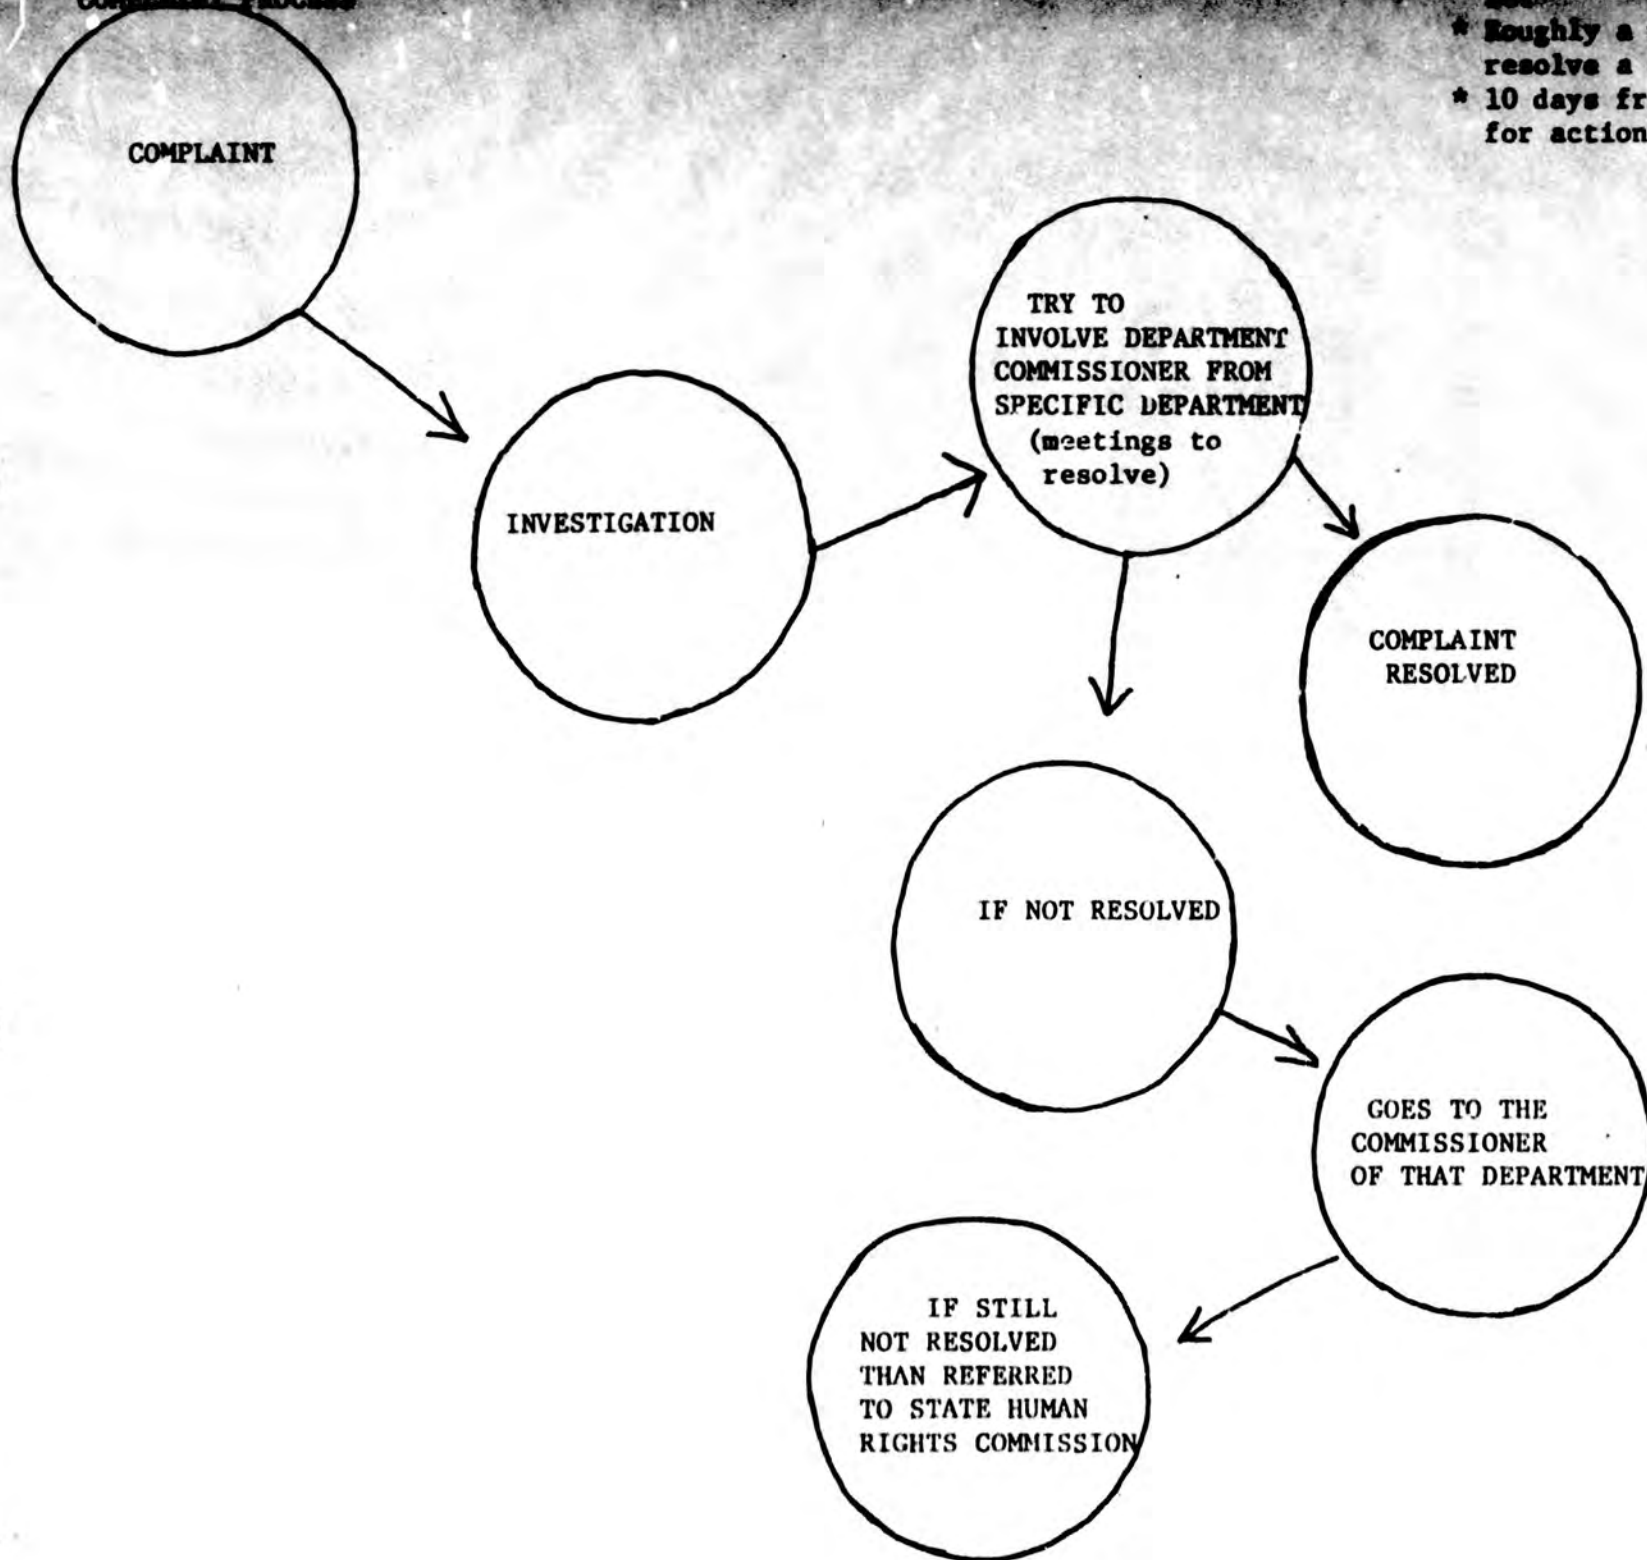 COMPLAINT PROCESS
* Roughly a
resolve a
* 10 days fr
for action
COMPLAINT
TRY TO
INVOLVE DEPARTMENT
COMMISSIONER FROM
SPECIFIC DEPARTMENT
(meetings to
resolve)
INVESTIGATION
COMPLAINT
RESOLVED
IF NOT RESOLVED
GOES TO THE
COMMISSIONER
OF THAT DEPARTMENT
IF STILL
NOT RESOLVED
THAN REFERRED
TO STATE HUMAN
RIGHTS COMMISSION